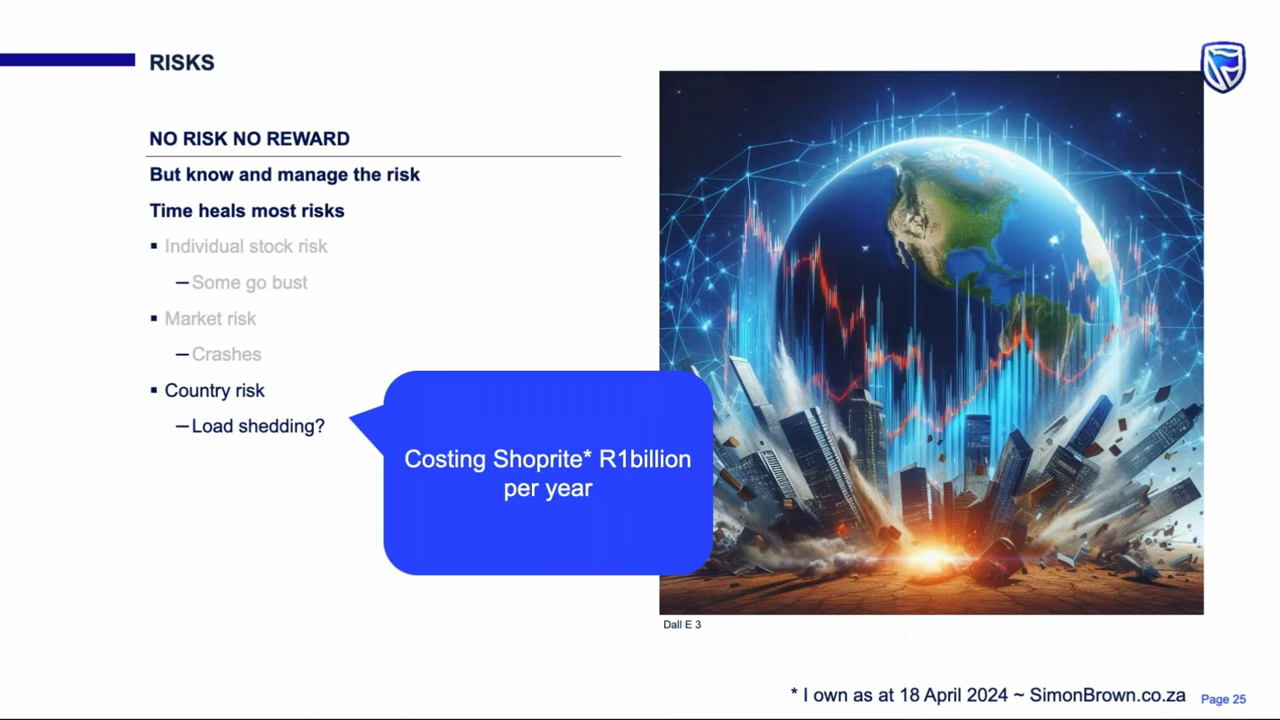 RISKS
NO RISK NO REWARD
But know and manage the risk
Time heals most risks
▪ Individual stock risk
–Some go bust
▪ Market risk
–Crashes
▪ Country risk
–Load shedding?
Costing Shoprite* R1billion
per year
Dall E 3
* I own as at 18 April 2024 ~ SimonBrown.co.za
Page 25